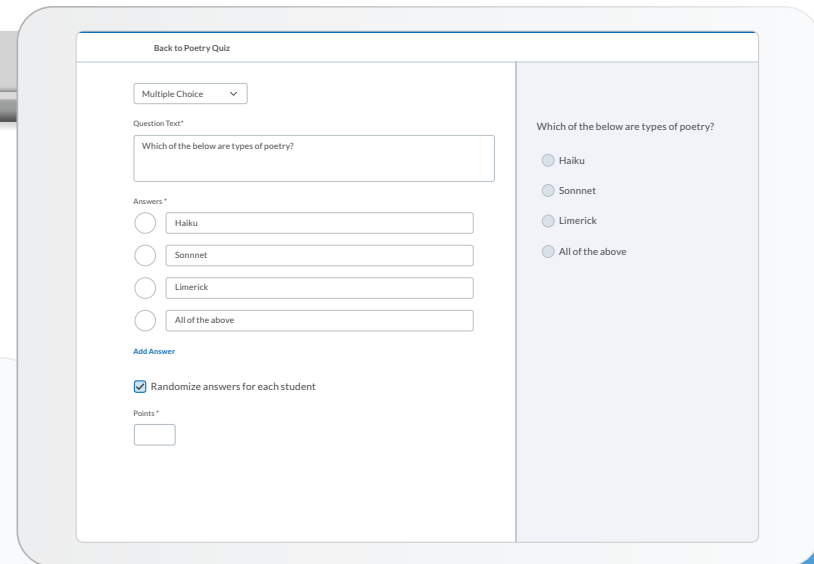 Back to Poetry Quiz
Multiple Choice
Question Text*
Which of the below are types of poetry?
Answers *
Haiku
Sonnnet
Limerick
All of the above
Add Answer
Randomize answers for each student
Points *
Which of the below are types of poetry?
Haiku
Sonnnet
Limerick
All of the above